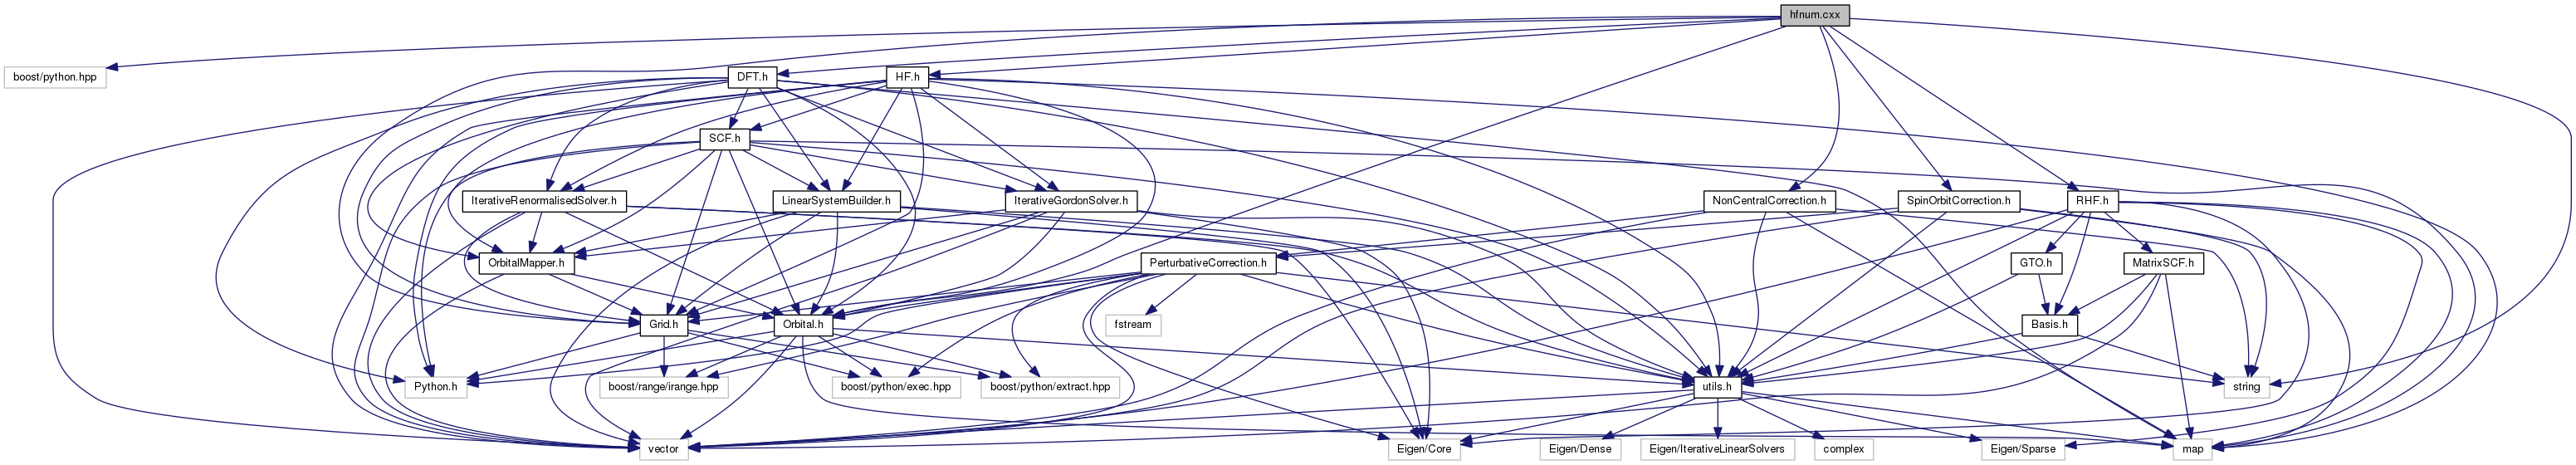 hfnum.cxx
boost/python.hpp
DFT.h
HF.h
SCF.h
IterativeRenormalisedSolver.h
LinearSystemBuilder.h
IterativeGordonSolver.h
NonCentralCorrection.h
SpinOrbitCorrection.h
RHF.h
OrbitalMapper.h
PerturbativeCorrection.h
GTO.h
MatrixSCF.h
Grid.h
Orbital.h
fstream
Basis.h
Python.h
boost/range/irange.hpp
boost/python/exec.hpp
boost/python/extract.hpp
utils.h
string
vector
Eigen/Core
Eigen/Dense
Eigen/IterativeLinearSolvers
complex
Eigen/Sparse
map